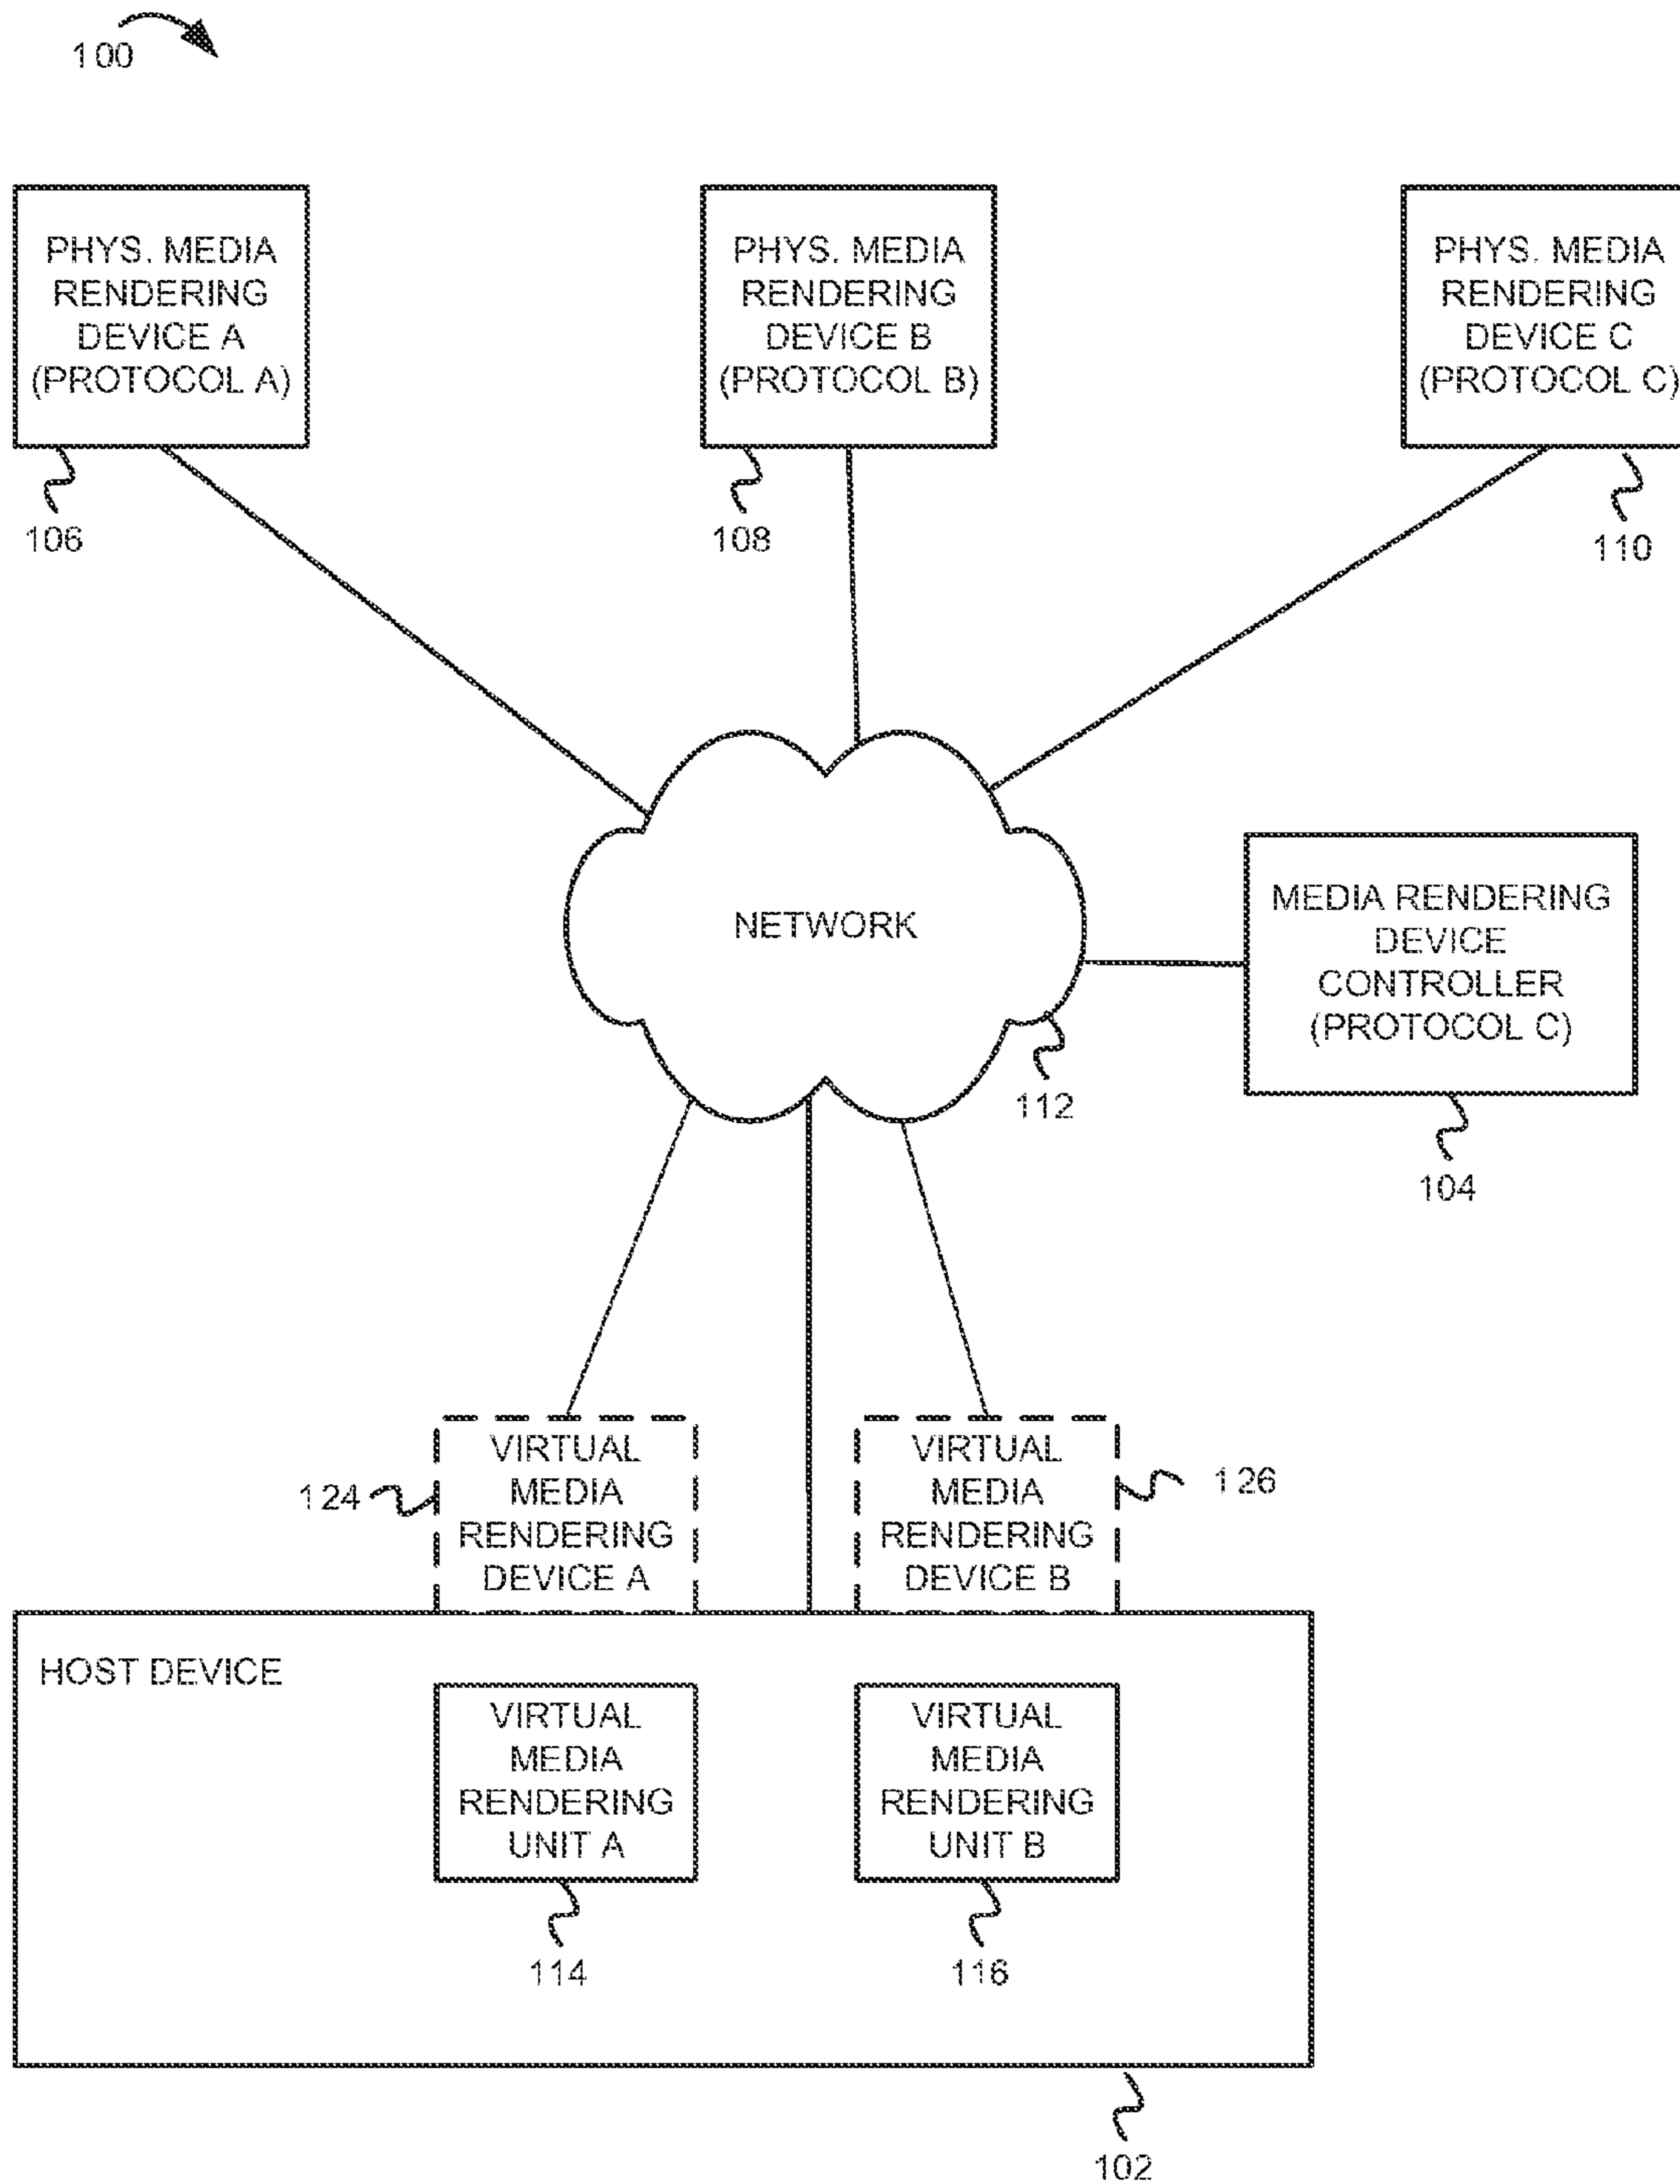 100
PHYS. MEDIA
RENDERING
DEVICE A
(PROTOCOL A)
106
PHYS. MEDIA
RENDERING
DEVICE B
(PROTOCOL B)
108
PHYS. MEDIA
RENDERING
DEVICE C
(PROTOCOL C)
110
NETWORK
112
MEDIA RENDERING
DEVICE
CONTROLLER
(PROTOCOL C)
104
124
VIRTUAL
MEDIA
RENDERING
DEVICE A
VIRTUAL
MEDIA
RENDERING
DEVICE B
126
HOST DEVICE
VIRTUAL
MEDIA
RENDERING
UNIT A
114
VIRTUAL
MEDIA
RENDERING
UNIT B
116
102